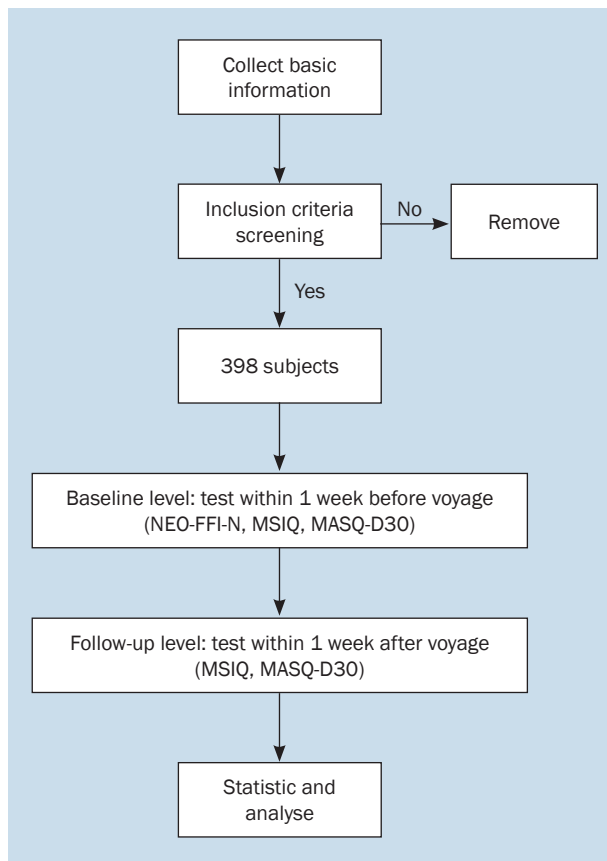 Collect basic
information
Inclusion criteria
screening
No
Remove
Yes
398 subjects
Baseline level: test within 1 week before voyage
(NEO-FFI-N, MSIQ, MASQ-D30)
Follow-up level: test within 1 week after voyage
(MSIQ, MASQ-D30)
Statistic and
analyse